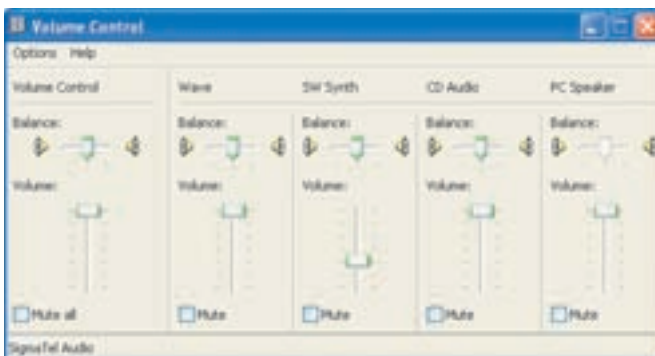 Volume Control
Options Help
Volume Control Wave SW Synth CD Audio PC Speaker
Balance: Balance: Balance: Balance: Balance:
Volume: Volume: Volume: Volume: Volume:
Mute all Mute Mute Mute Mute
SigmaTel Audio